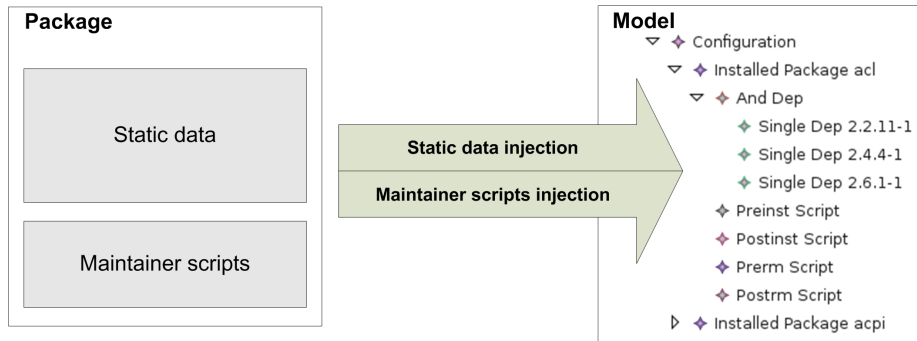 Package
Static data
Maintainer scripts
Static data injection
Maintainer scripts injection
Model
Configuration
Installed Package acl
And Dep
Single Dep 2.2.11-1
Single Dep 2.4.4-1
Single Dep 2.6.1-1
Preinst Script
Postinst Script
Prerm Script
Postrm Script
Installed Package acpi